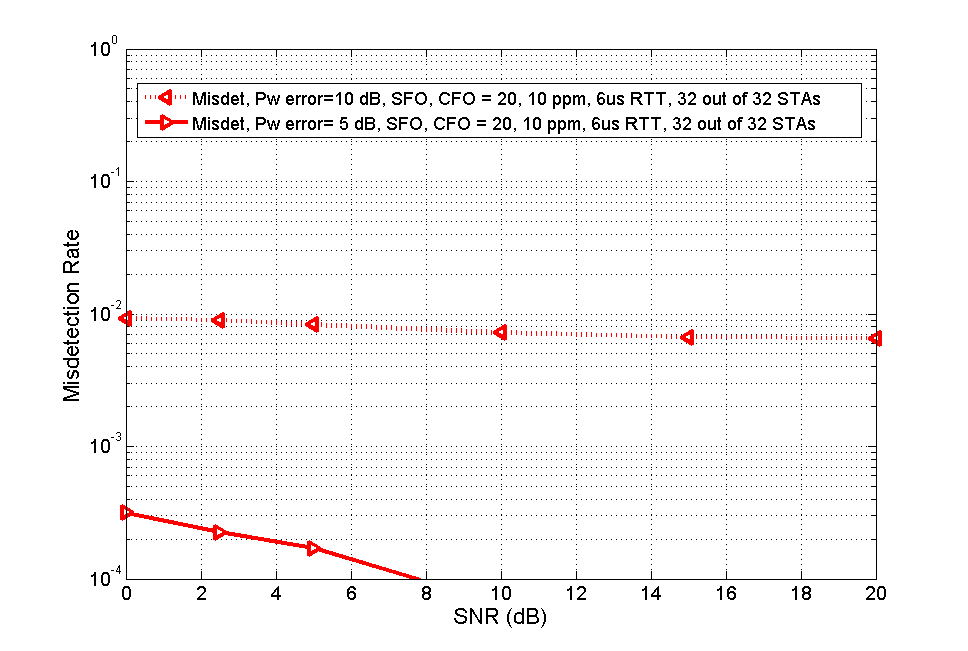 10^0
Misdet, Pw error=10 dB, SFO, CFO = 20, 10 ppm, 6us RTT, 32 out of 32 STAs
Misdet, Pw error= 5 dB, SFO, CFO = 20, 10 ppm, 6us RTT, 32 out of 32 STAs
10^-1
10^-2
10^-3
10^-4
Misdetection Rate
0 2 4 6 8 10 12 14 15 18 20
SNR (dB)